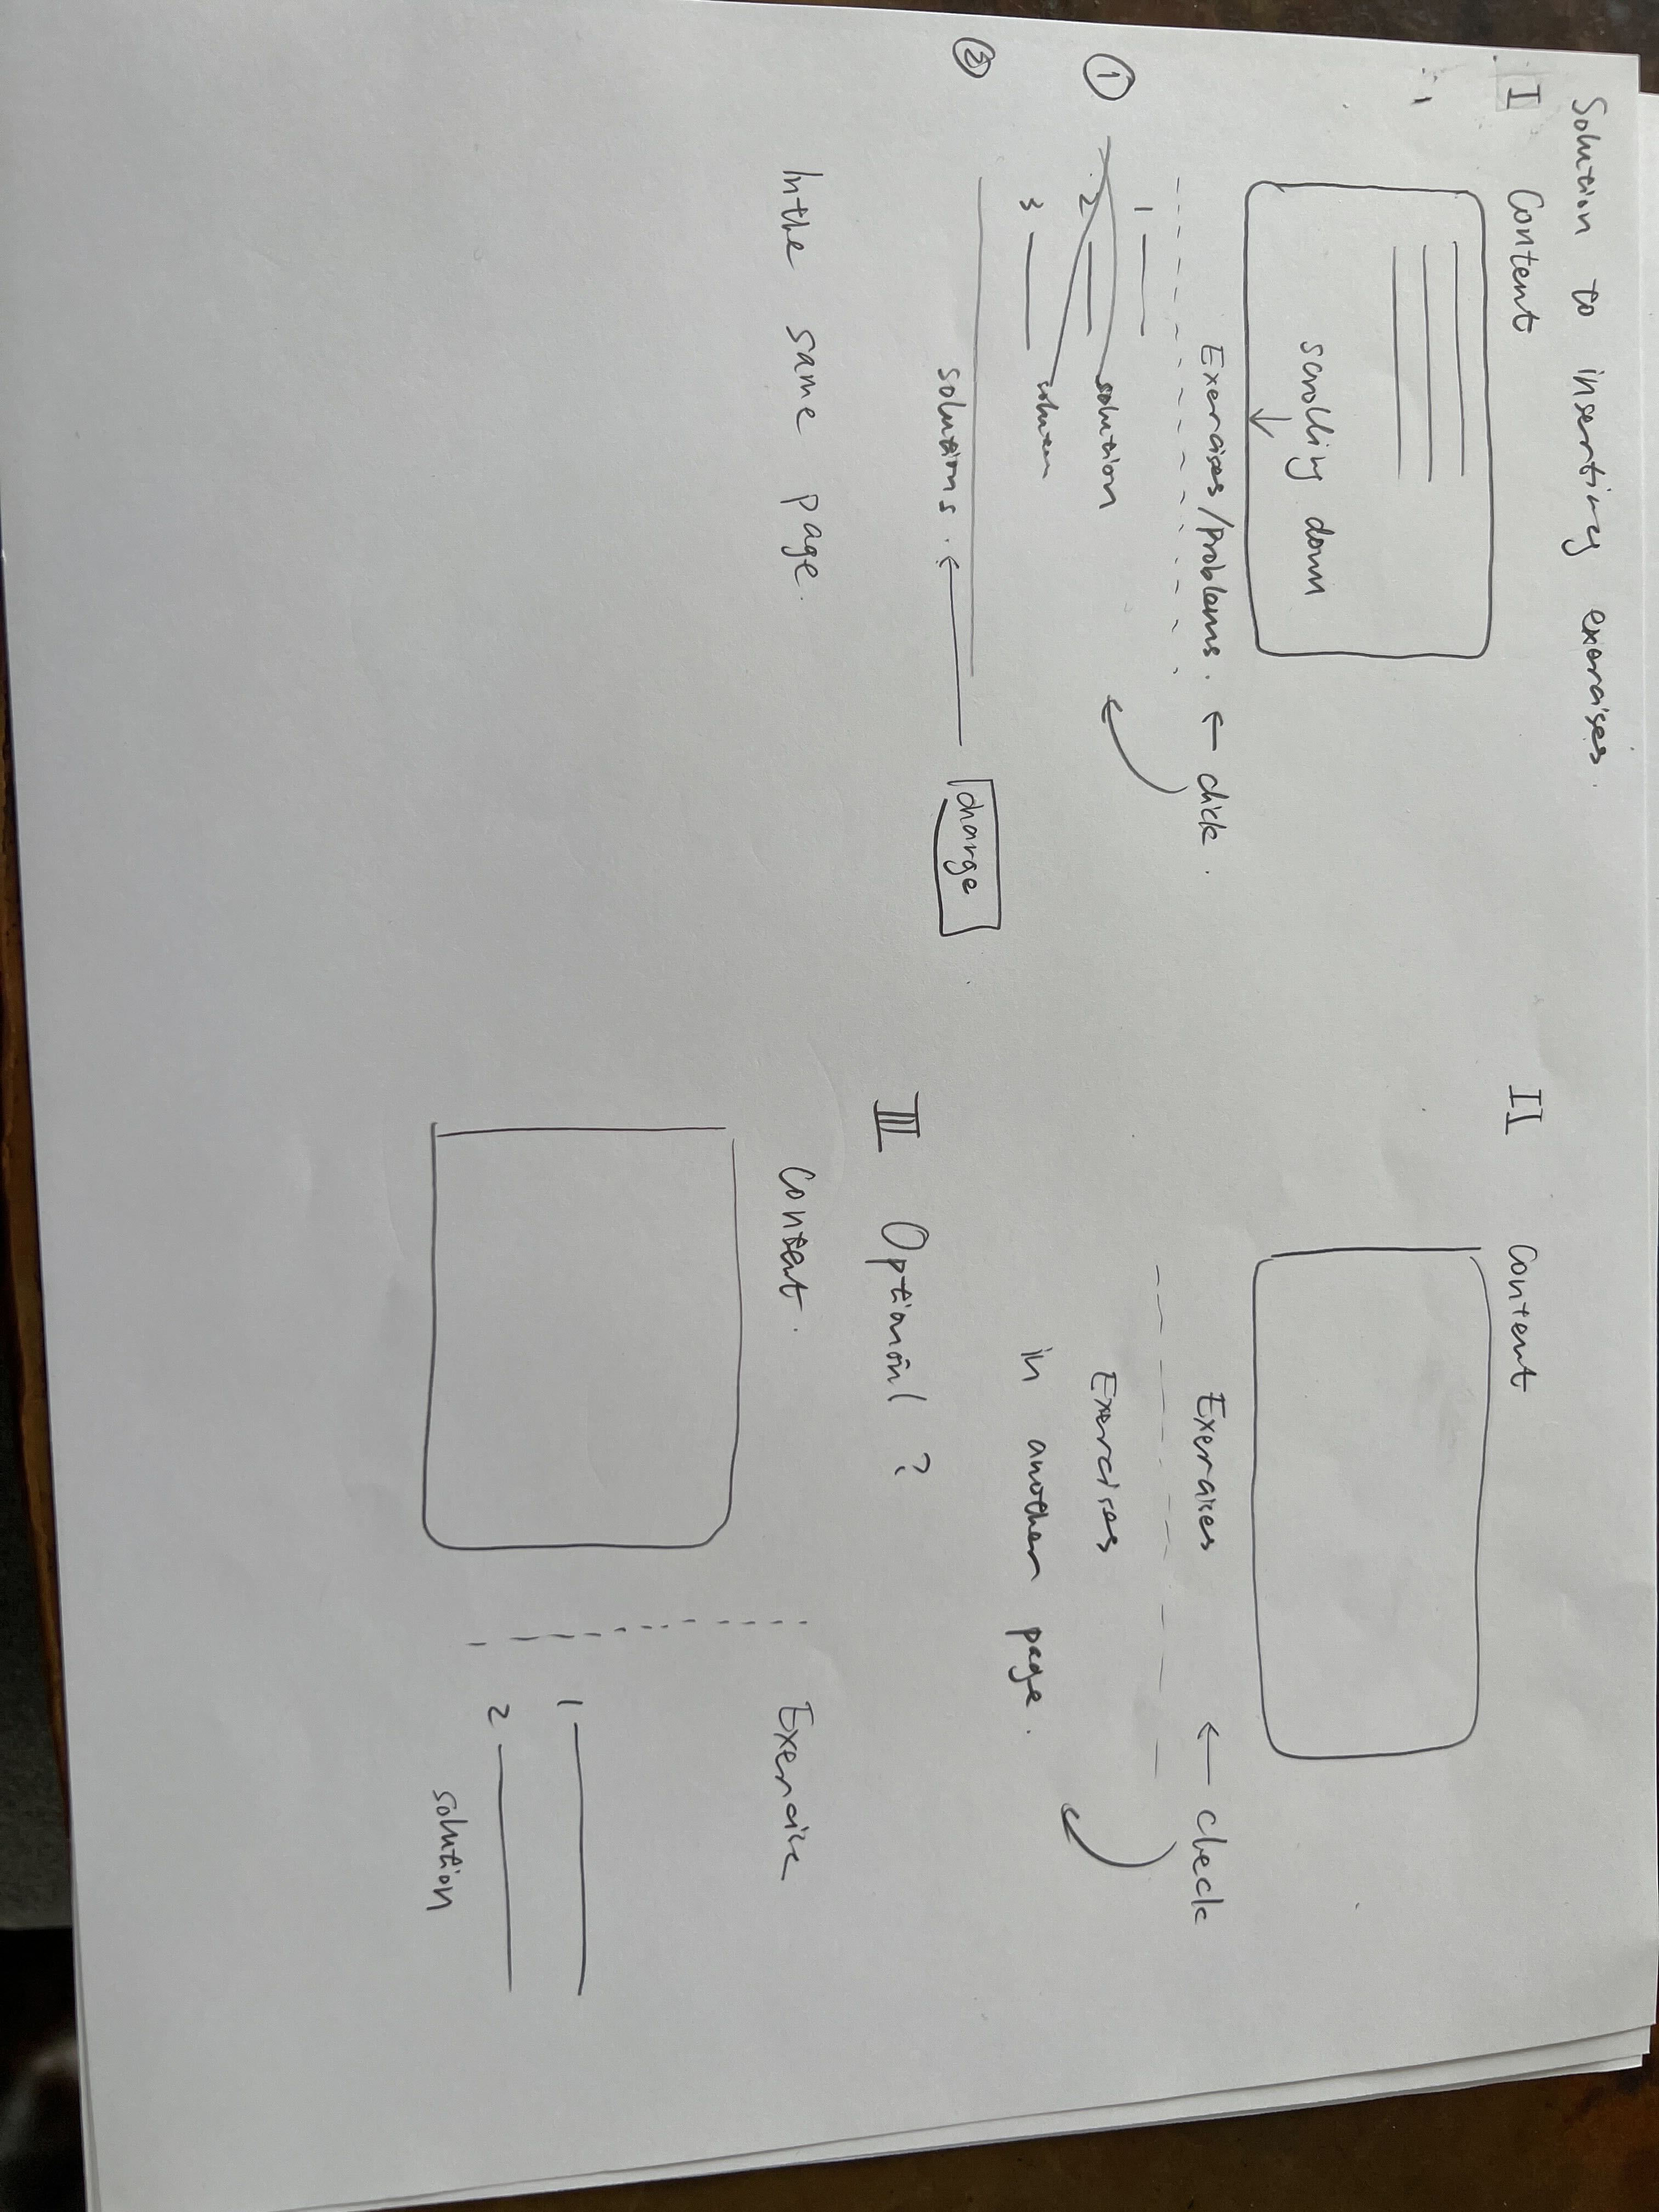 Solution to inserting exercises.
I Content
scrolling down
Exercises/problems. ← click.
①
1
2
solution
3
solution
②
solutions. ← charge
In the same page.
II Content
Exercises ← check
Exercises
in another page.
III Optional ?
Content.
Exercise
1
2
solution